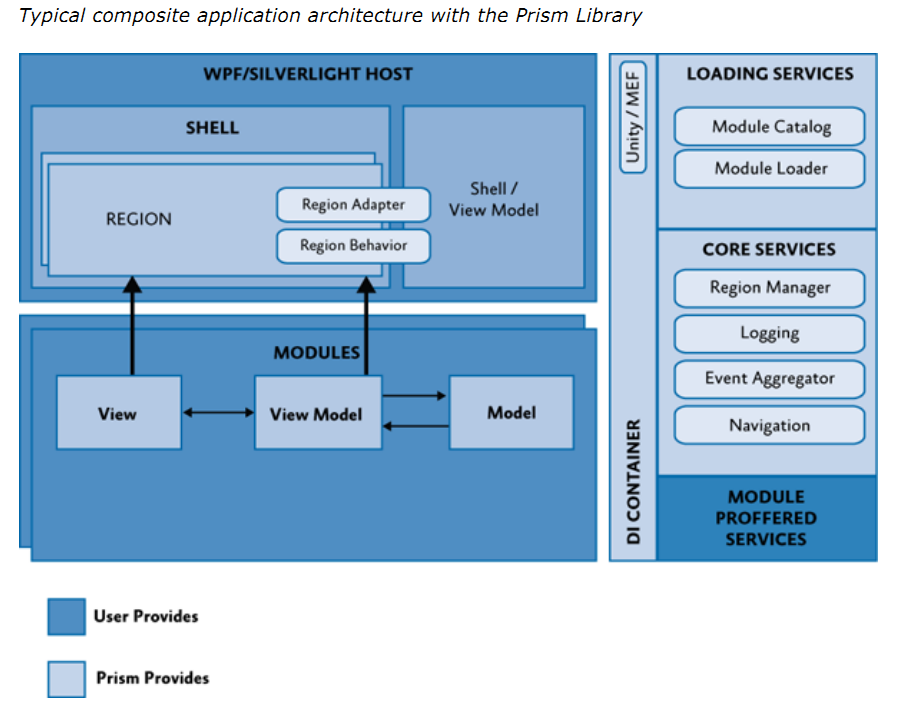 Typical composite application architecture with the Prism Library
WPF/SILVERLIGHT HOST
SHELL
REGION
Region Adapter
Region Behavior
Shell /
View Model
MODULES
View
View Model
Model
Unity / MEF
DI CONTAINER
LOADING SERVICES
Module Catalog
Module Loader
CORE SERVICES
Region Manager
Logging
Event Aggregator
Navigation
MODULE
PROFFERED
SERVICES
User Provides
Prism Provides